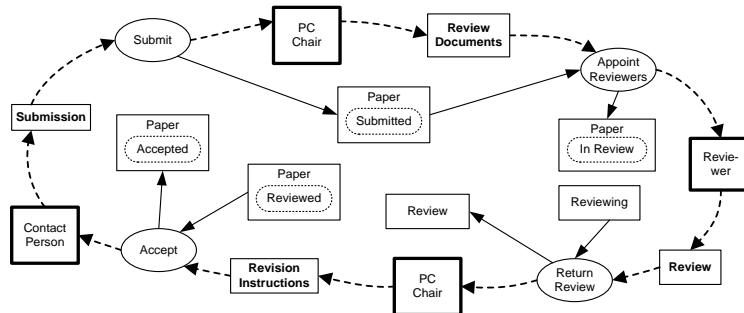 Submit
PC
Chair
Review
Documents
Appoint
Reviewers
Submission
Paper
Submitted
Paper
Accepted
Paper
In Review
Paper
Reviewed
Revie-
wer
Review
Reviewing
Contact
Person
Accept
Revision
Instructions
PC
Chair
Return
Review
Review